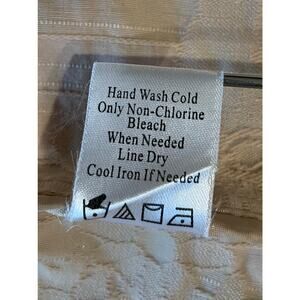 Hand Wash Cold
Only Non-Chlorine
Bleach
When Needed
Line Dry
Cool Iron If Needed